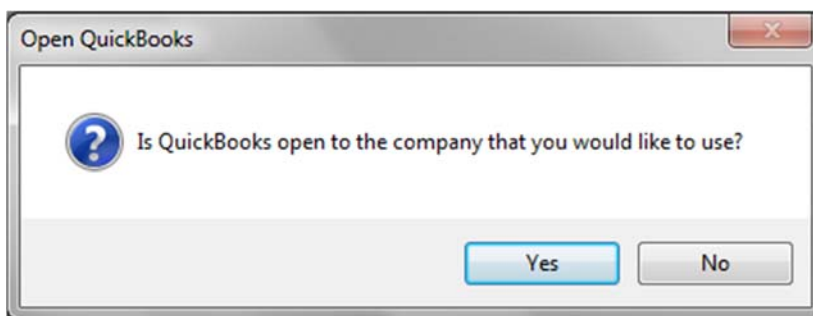 Open QuickBooks
Is QuickBooks open to the company that you would like to use?
Yes
No